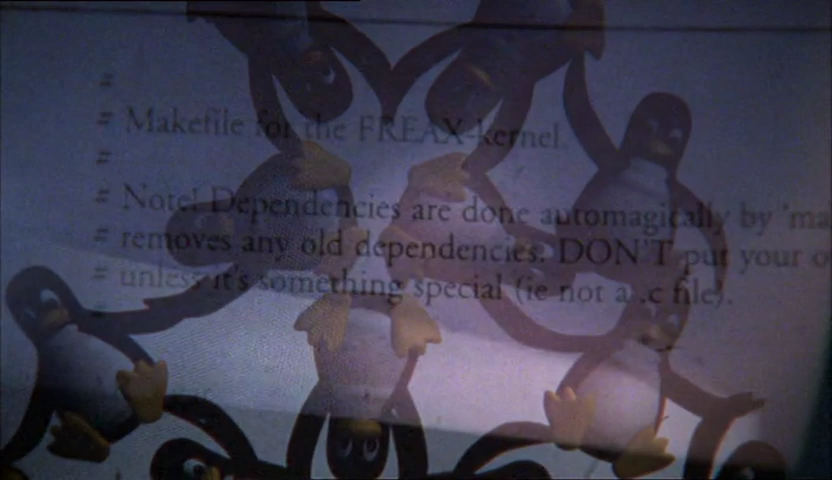 #
# Makefile for the FREAX-kernel.
#
# Note! Dependencies are done automagically by 'ma
# removes any old dependencies. DON'T put your o
# unless it's something special (ie not a .c file).
#